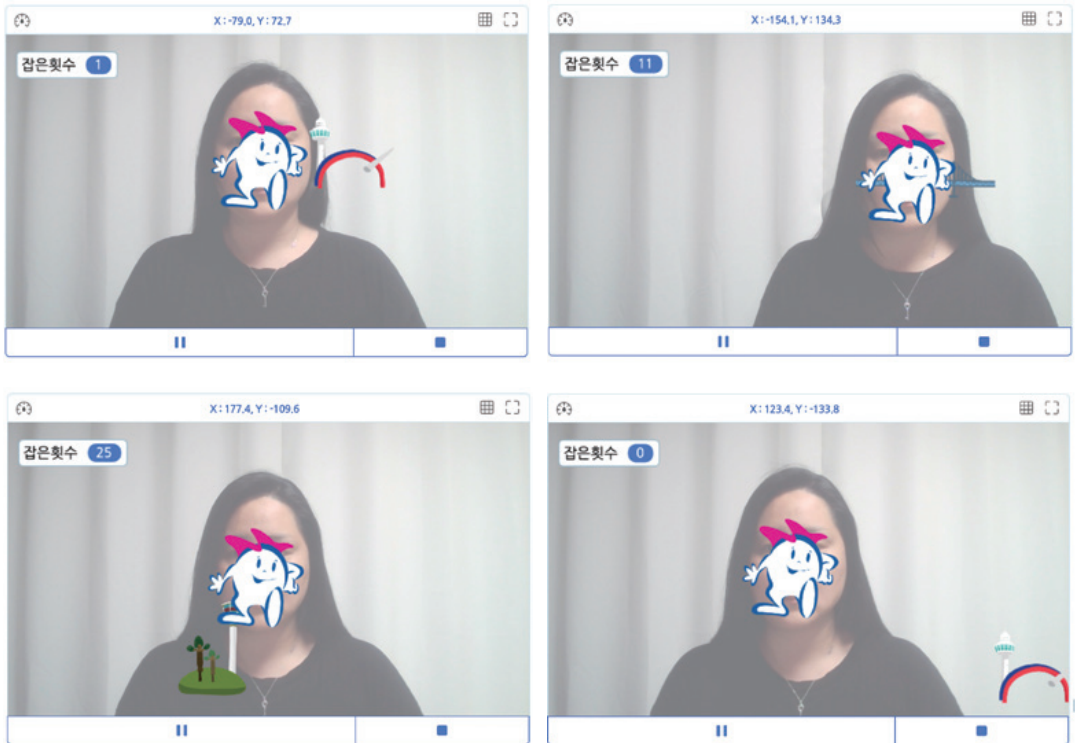 X : -79.0, Y : 72.7
잡은횟수 1
X : -154.1, Y : 134.3
잡은횟수 11
X : 177.4, Y : -109.6
잡은횟수 25
X : 123.4, Y : -133.8
잡은횟수 0